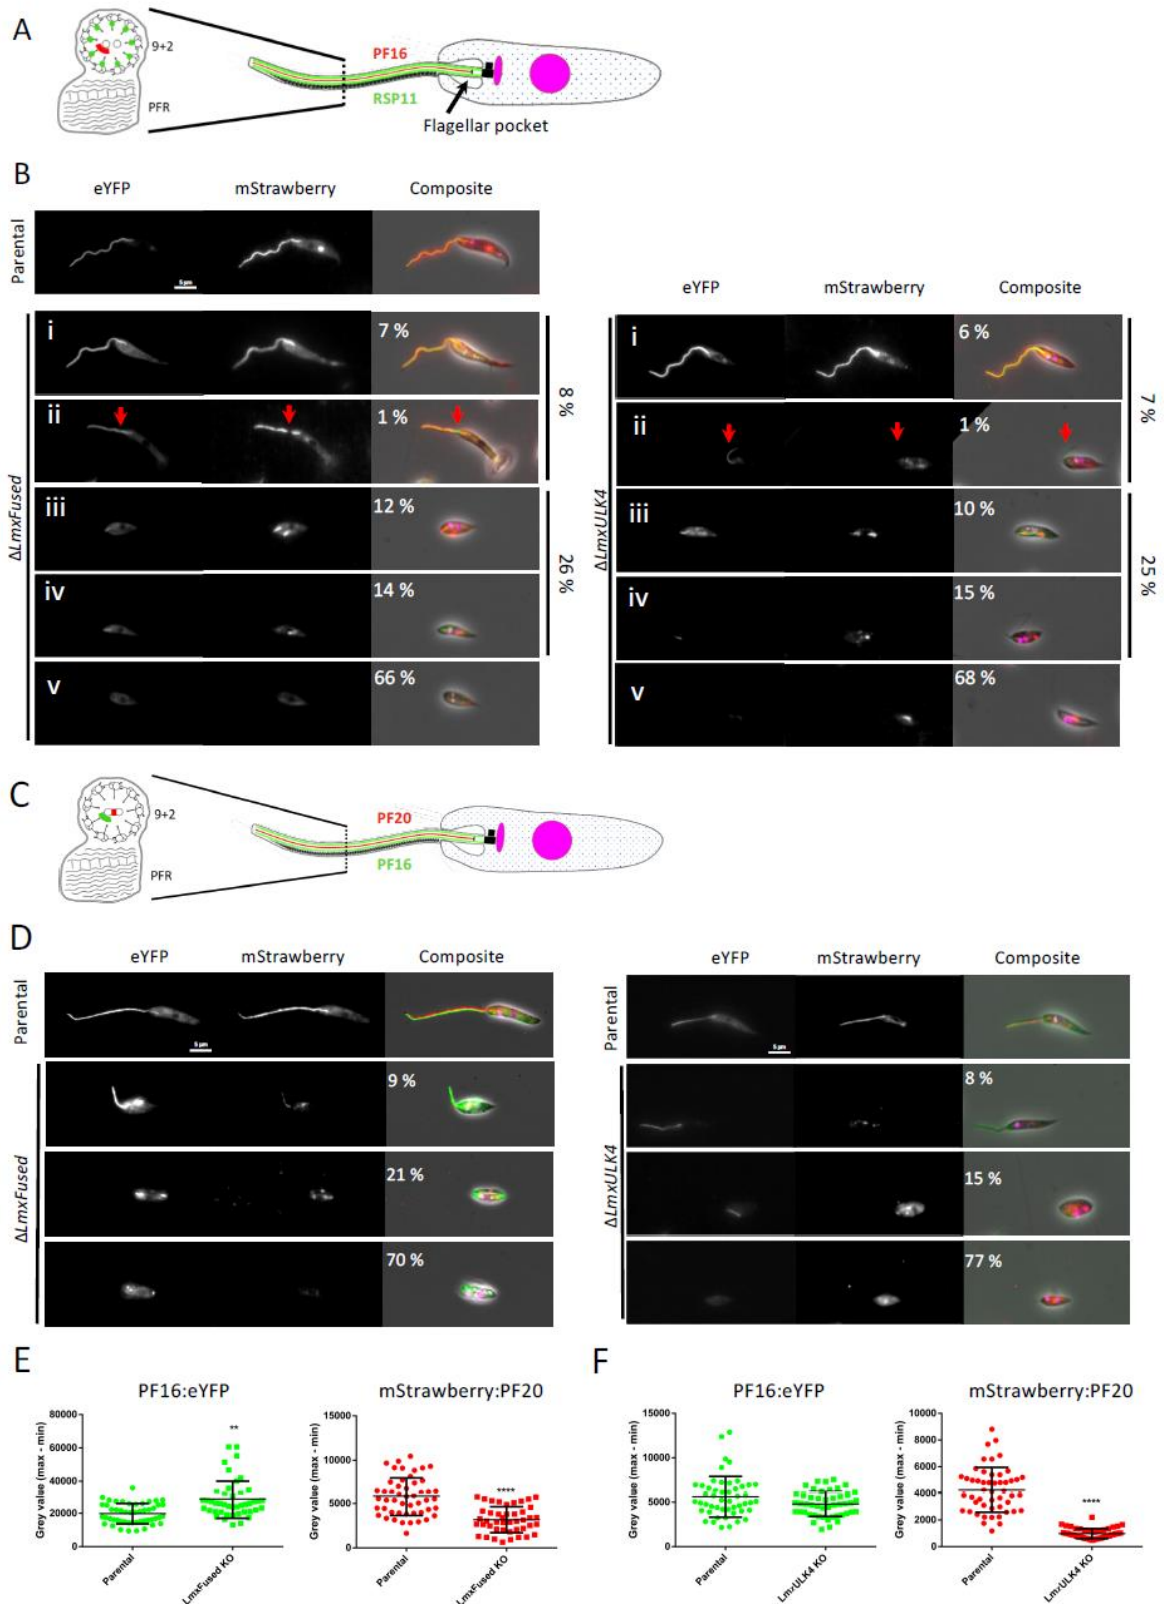 A
9+2
PFR
PF16
RSP11
Flagellar pocket
B
eYFP mStrawberry Composite
Parental
5 µm
ΔLmxFused
i
7 %
ii
1 %
8 %
iii
12 %
iv
14 %
26 %
v
66 %
eYFP mStrawberry Composite
ΔLmxULK4
i
6 %
ii
1 %
7 %
iii
10 %
iv
15 %
25 %
v
68 %
C
9+2
PFR
PF20
PF16
D
eYFP mStrawberry Composite
Parental
5 µm
ΔLmxFused
9 %
21 %
70 %
eYFP mStrawberry Composite
Parental
5 µm
ΔLmxULK4
8 %
15 %
77 %
E
PF16:eYFP
Grey value (max - min)
80000
60000
40000
20000
0
**
Parental
LmxFused KO
mStrawberry:PF20
Grey value (max - min)
15000
10000
5000
0
****
Parental
LmxFused KO
F
PF16:eYFP
Grey value (max - min)
15000
10000
5000
0
Parental
LmxULK4 KO
mStrawberry:PF20
Grey value (max - min)
10000
8000
6000
4000
2000
0
****
Parental
LmxULK4 KO